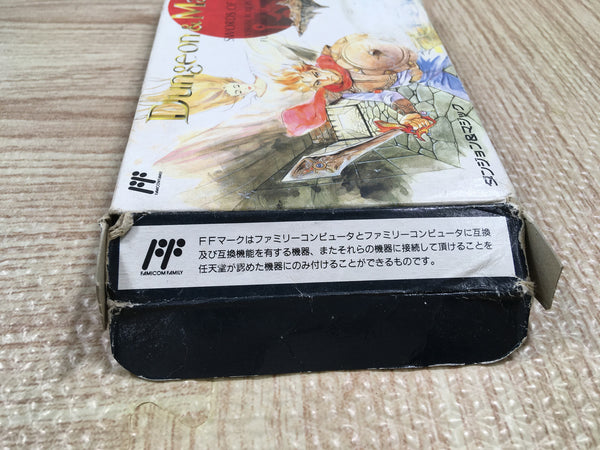 Dungeon & Ma
SWORDS OF
ダンジョン&マジック
FAMICOM FAMILY
FFマークはファミリーコンピュータとファミリーコンピュータに互換
及び互換機能を有する機器、またそれらの機器に接続して頂けることを
任天堂が認めた機器にのみ付けることができるものです。
FAMICOM FAMILY